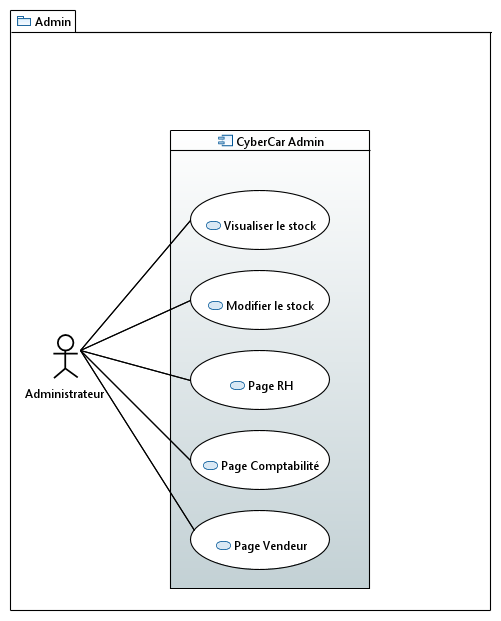 Admin
CyberCar Admin
Visualiser le stock
Modifier le stock
Page RH
Administrateur
Page Comptabilité
Page Vendeur